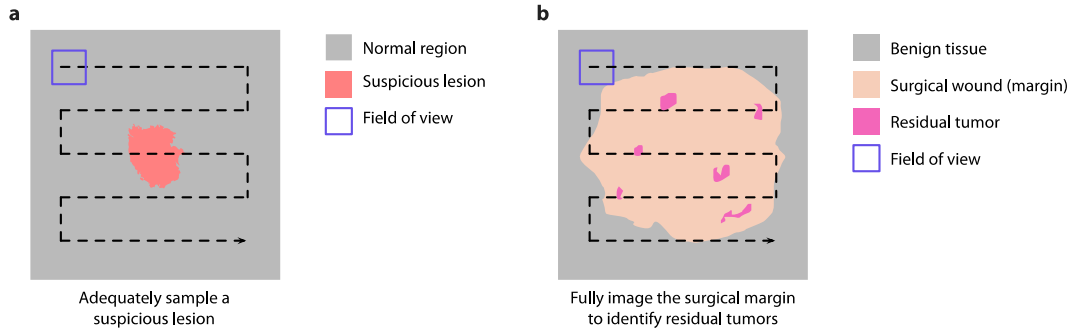 a
Normal region
Suspicious lesion
Field of view
Adequately sample a
suspicious lesion
b
Benign tissue
Surgical wound (margin)
Residual tumor
Field of view
Fully image the surgical margin
to identify residual tumors